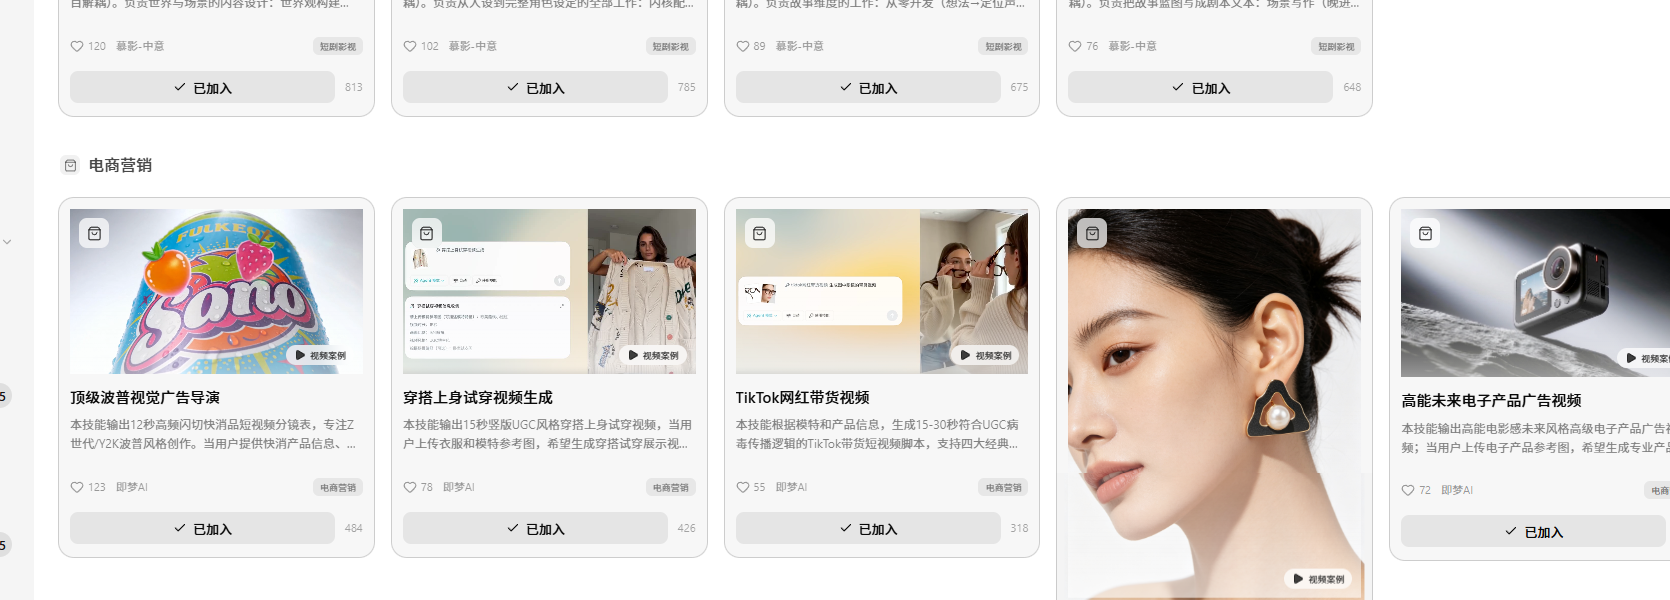 自解耦）。负责世界与场景的内容设计：世界观构建...
耦）。负责从人设到完整角色设定的全部工作：内核配...
耦）。负责故事维度的工作：从零开发（想法→定位声...
耦）。负责把故事蓝图写成剧本文本：场景写作（晚进...
120 慕影-中意 短剧影视
102 慕影-中意 短剧影视
89 慕影-中意 短剧影视
76 慕影-中意 短剧影视
已加入 813
已加入 785
已加入 675
已加入 648
电商营销
FULKEOT
Sono
视频案例
视频案例
视频案例
视频案例
视频案例
顶级波普视觉广告导演
本技能输出12秒高频闪切快消品短视频分镜表，专注Z
世代/Y2K波普风格创作。当用户提供快消产品信息、...
123 即梦AI 电商营销
已加入 484
穿搭上身试穿视频生成
本技能输出15秒竖版UGC风格穿搭上身试穿视频，当用
户上传衣服和模特参考图，希望生成穿搭试穿展示视...
78 即梦AI 电商营销
已加入 426
TikTok网红带货视频
本技能根据模特和产品信息，生成15-30秒符合UGC病
毒传播逻辑的TikTok带货短视频脚本，支持四大经典...
55 即梦AI 电商营销
已加入 318
高能未来电子产品广告视频
本技能输出高能电影感未来风格高级电子产品广告视
频；当用户上传电子产品参考图，希望生成专业产品
72 即梦AI 电商
已加入
5
5